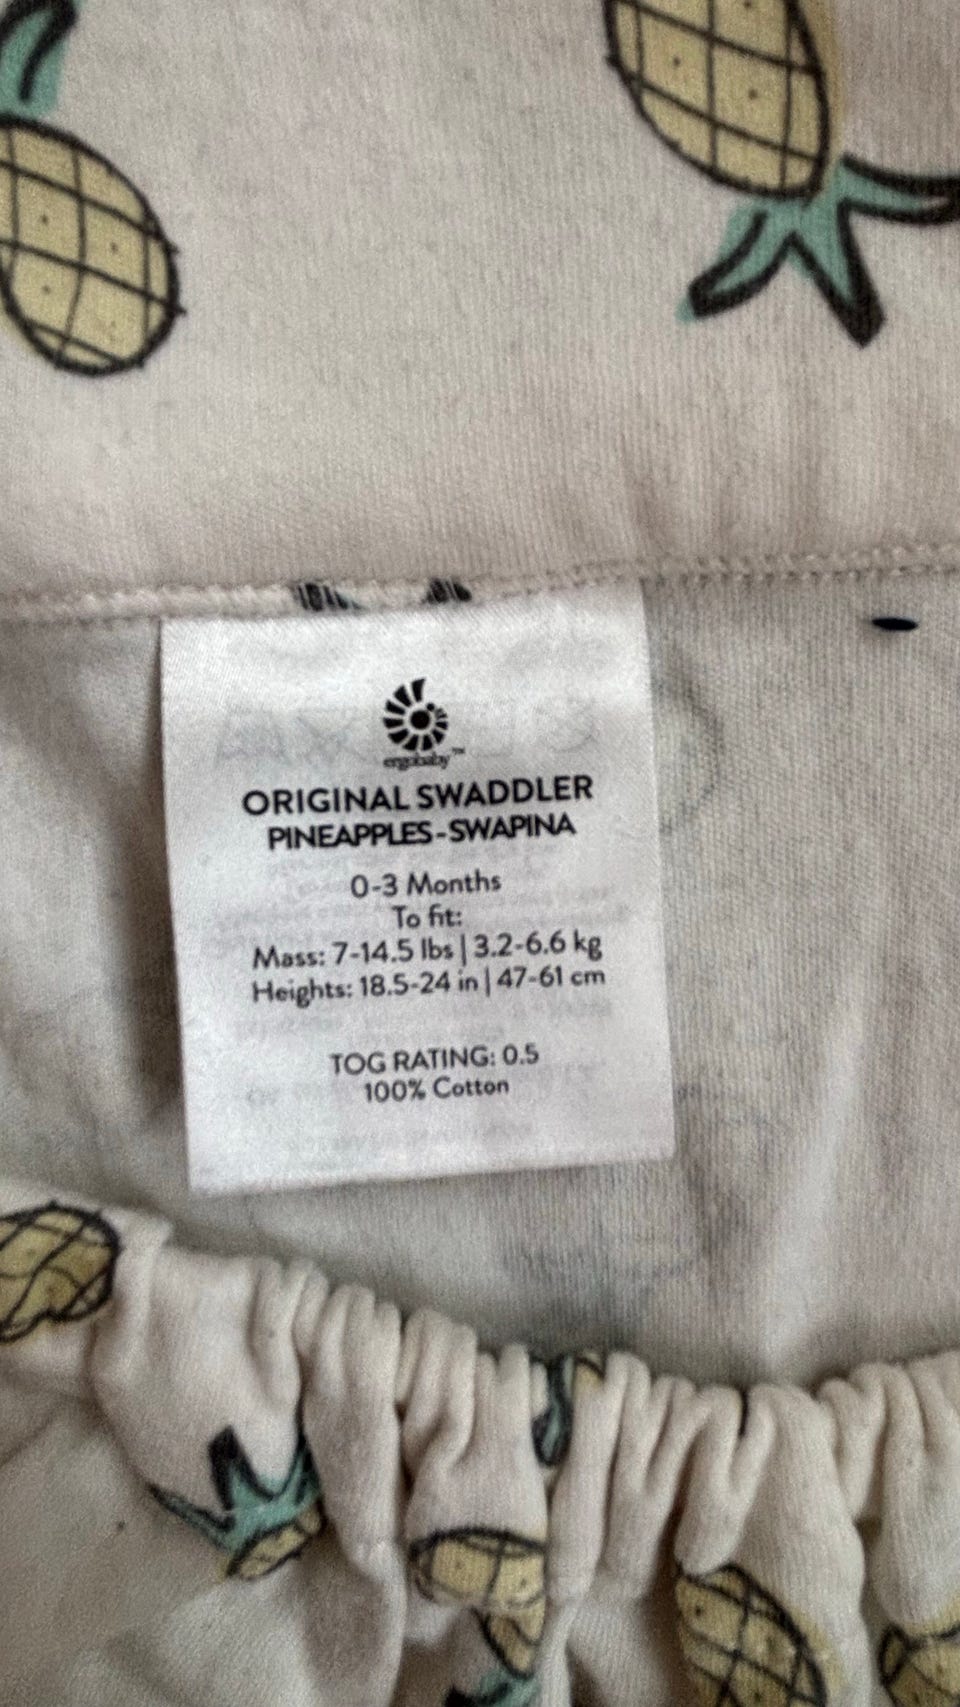 ergobaby™
ORIGINAL SWADDLER
PINEAPPLES-SWAPINA
0-3 Months
To fit:
Mass: 7-14.5 lbs | 3.2-6.6 kg
Heights: 18.5-24 in | 47-61 cm
TOG RATING: 0.5
100% Cotton